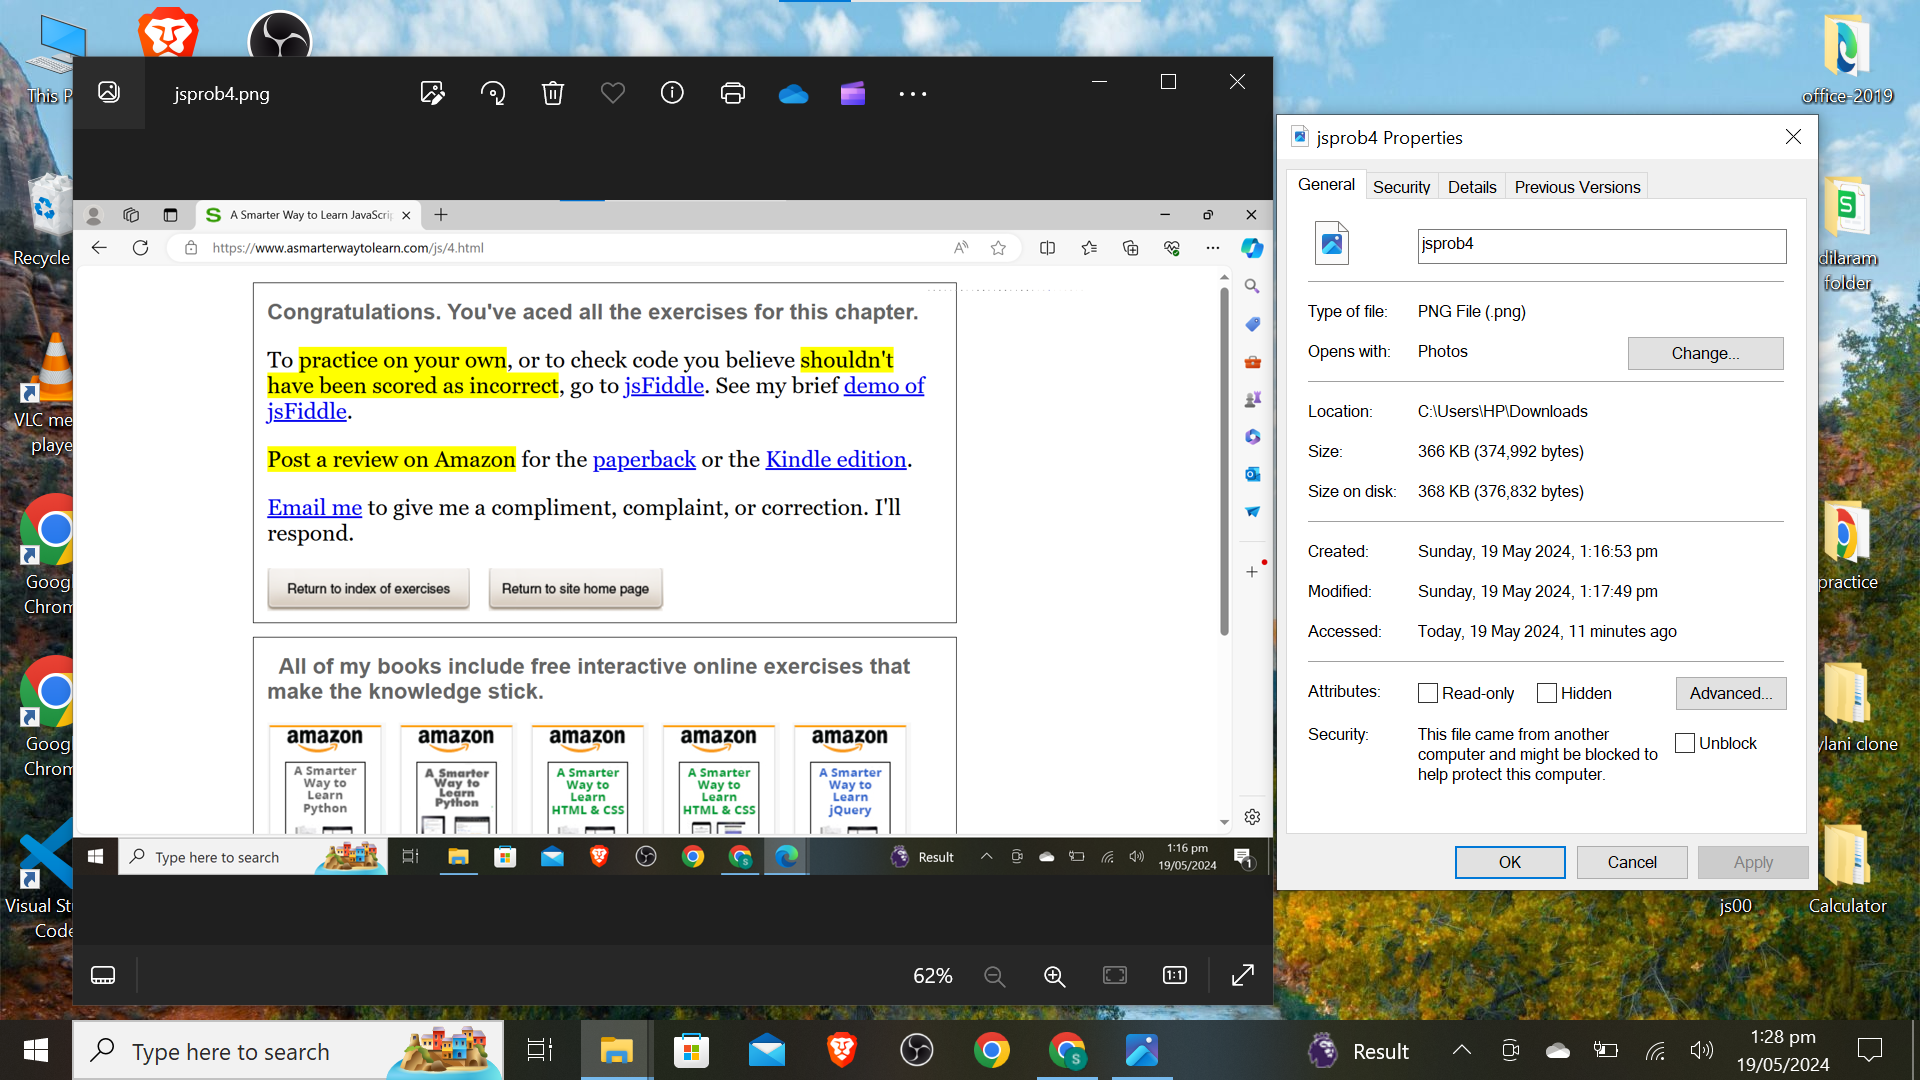 This P
Recycle
VLC me
playe
Goog
Chrom
Goog
Chrom
Visual St
Code
jsprob4.png
A Smarter Way to Learn JavaScrip
https://www.asmarterwaytolearn.com/js/4.html
Congratulations. You've aced all the exercises for this chapter.
To practice on your own, or to check code you believe shouldn't
have been scored as incorrect, go to jsFiddle. See my brief demo of
jsFiddle.
Post a review on Amazon for the paperback or the Kindle edition.
Email me to give me a compliment, complaint, or correction. I'll
respond.
Return to index of exercises
Return to site home page
All of my books include free interactive online exercises that
make the knowledge stick.
amazon
A Smarter
Way to
Learn
Python
amazon
A Smarter
Way to
Learn
Python
amazon
A Smarter
Way to
Learn
HTML & CSS
amazon
A Smarter
Way to
Learn
HTML & CSS
amazon
A Smarter
Way to
Learn
jQuery
Type here to search
S
Result
1:16 pm
19/05/2024
1
62%
1:1
jsprob4 Properties
General
Security
Details
Previous Versions
jsprob4
Type of file: PNG File (.png)
Opens with: Photos
Change...
Location: C:\Users\HP\Downloads
Size: 366 KB (374,992 bytes)
Size on disk: 368 KB (376,832 bytes)
Created: Sunday, 19 May 2024, 1:16:53 pm
Modified: Sunday, 19 May 2024, 1:17:49 pm
Accessed: Today, 19 May 2024, 11 minutes ago
Attributes: Read-only Hidden
Advanced...
Security: This file came from another
computer and might be blocked to
help protect this computer.
Unblock
OK
Cancel
Apply
office-2019
dilaram
folder
practice
ylani clone
js00
Calculator
Type here to search
S
Result
1:28 pm
19/05/2024